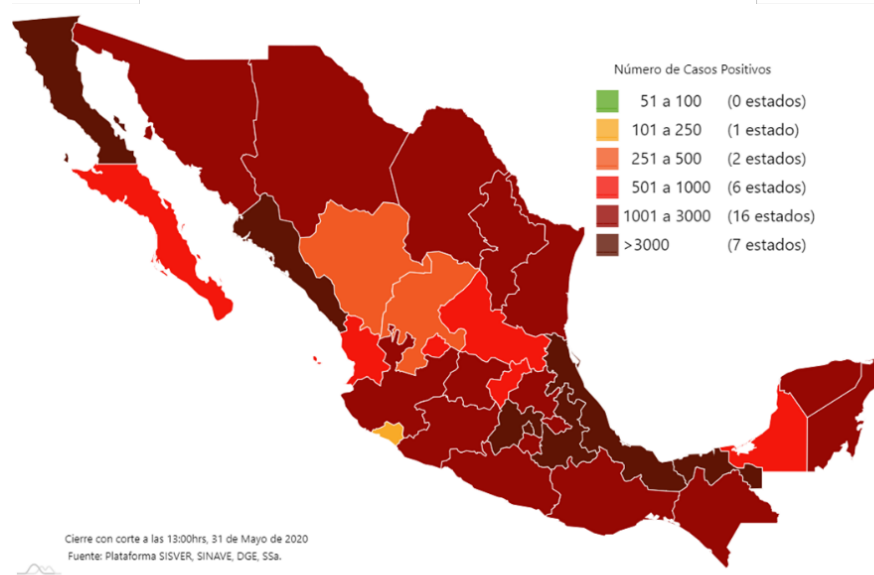 Número de Casos Positivos
51 a 100 (0 estados)
101 a 250 (1 estado)
251 a 500 (2 estados)
501 a 1000 (6 estados)
1001 a 3000 (16 estados)
>3000 (7 estados)
Cierre con corte a las 13:00hrs, 31 de Mayo de 2020
Fuente: Plataforma SISVER, SINAVE, DGE, SSa.